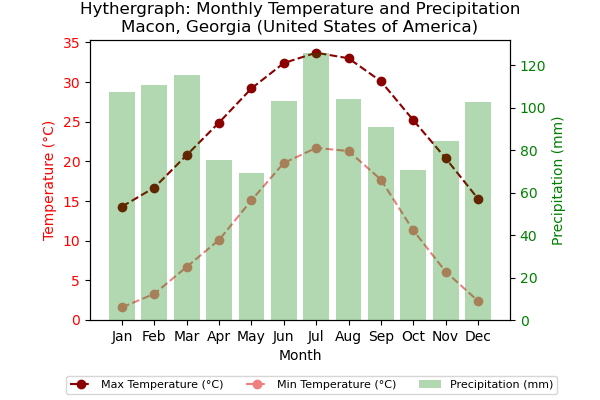 Hythergraph: Monthly Temperature and Precipitation
Macon, Georgia (United States of America)
Temperature (°C)
35
30
25
20
15
10
5
0
120
100
80
60
40
20
0
Precipitation (mm)
Jan Feb Mar Apr May Jun Jul Aug Sep Oct Nov Dec
Month
Max Temperature (°C) Min Temperature (°C) Precipitation (mm)